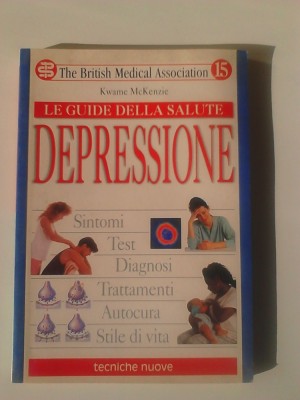 The British Medical Association 15
Kwame McKenzie
LE GUIDE DELLA SALUTE
DEPRESSIONE
Sintomi
Test
Diagnosi
Trattamenti
Autocura
Stile di vita
tecniche nuove